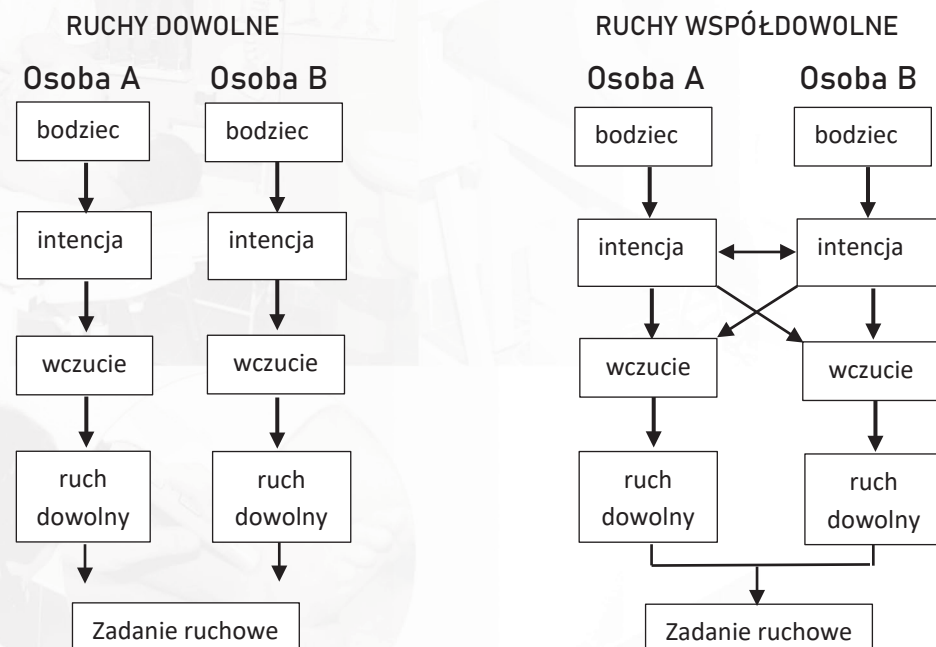 RUCHY DOWOLNE
Osoba A
Osoba B
bodziec
bodziec
intencja
intencja
wczucie
wczucie
ruch
dowolny
ruch
dowolny
Zadanie ruchowe
RUCHY WSPÓŁDOWOLNE
Osoba A
Osoba B
bodziec
bodziec
intencja
intencja
wczucie
wczucie
ruch
dowolny
ruch
dowolny
Zadanie ruchowe